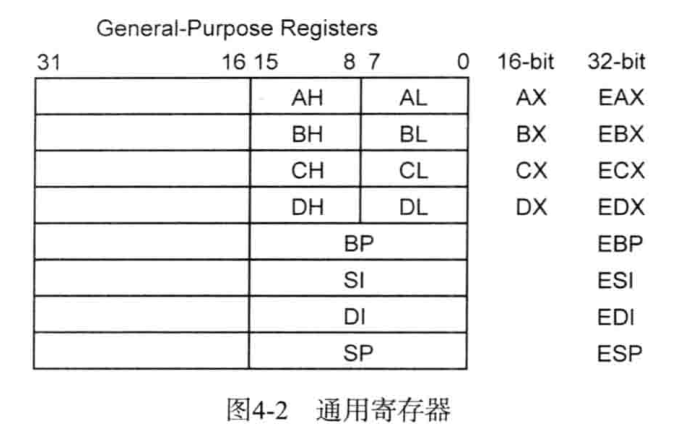 General-Purpose Registers
31 16 15 8 7 0 16-bit 32-bit
AH AL AX EAX
BH BL BX EBX
CH CL CX ECX
DH DL DX EDX
BP EBP
SI ESI
DI EDI
SP ESP
图4-2 通用寄存器